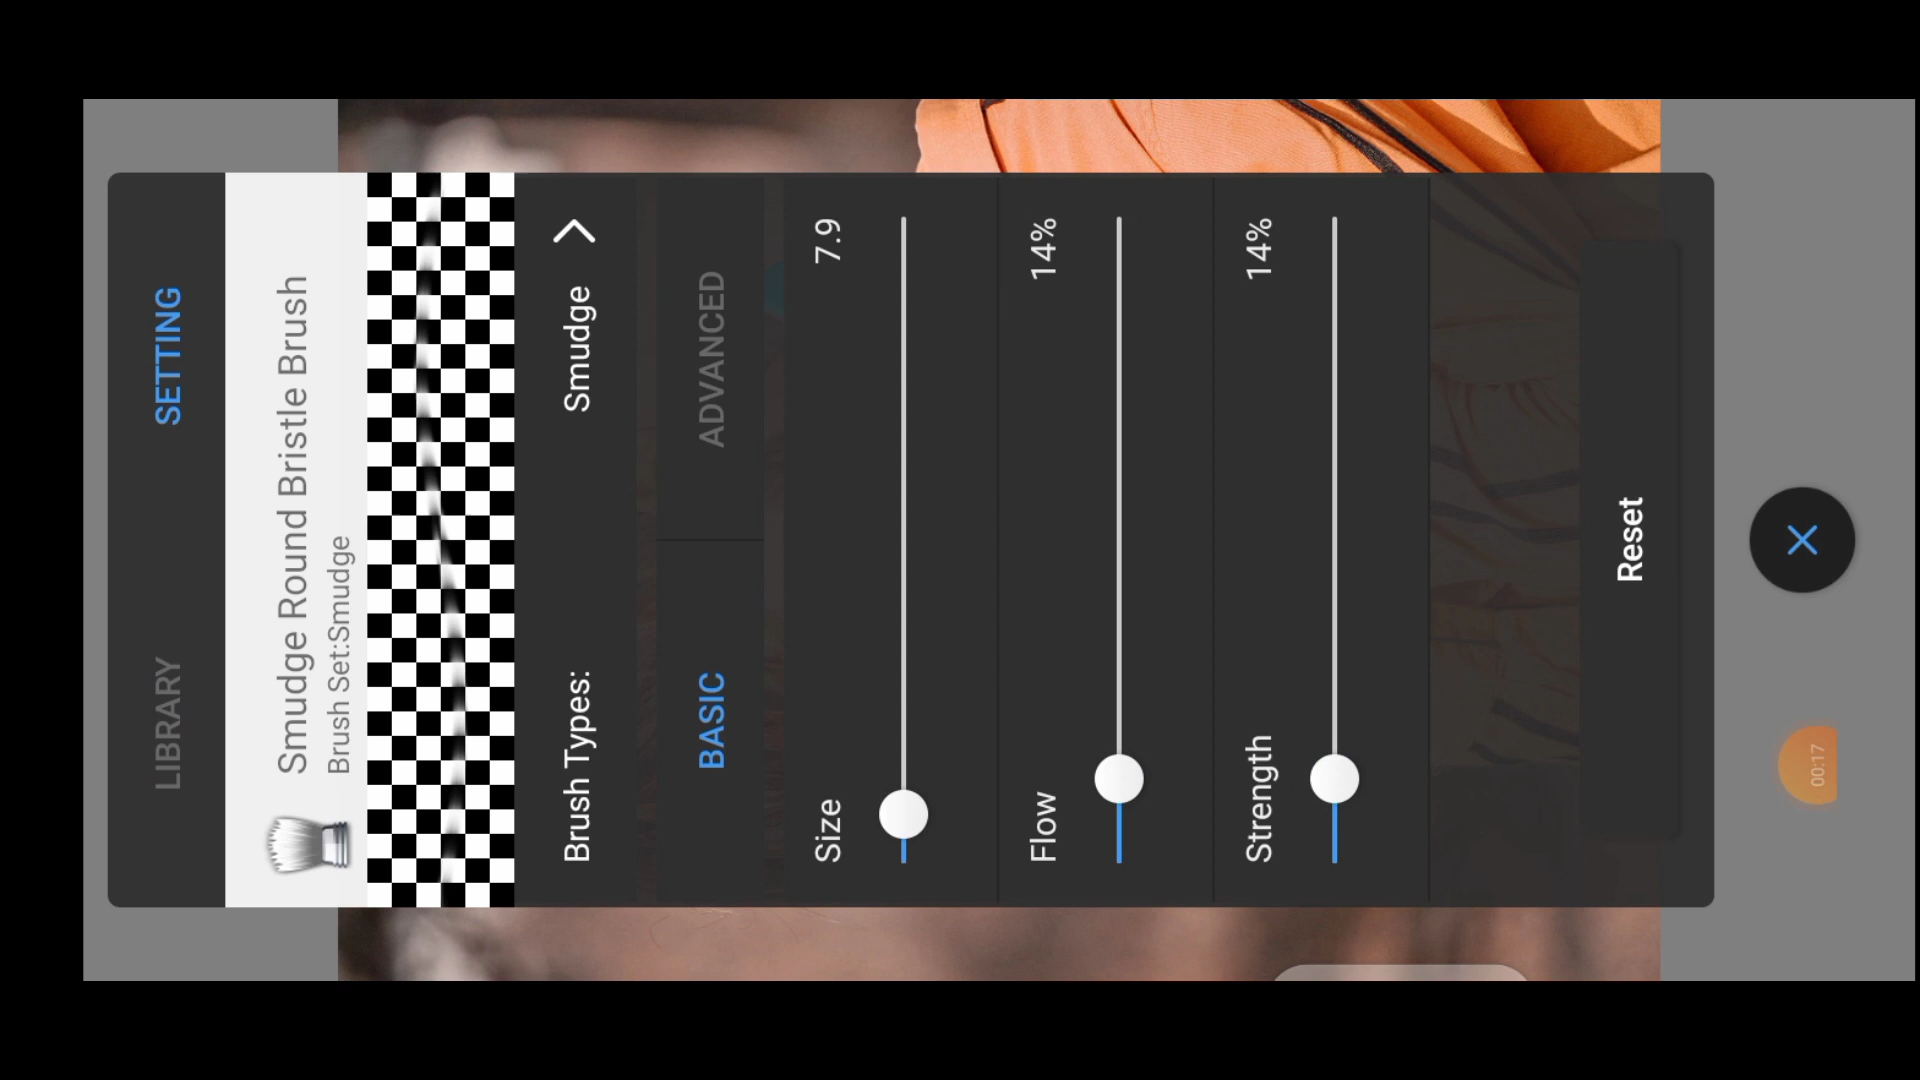 LIBRARY SETTING
Smudge Round Bristle Brush
Brush Set:Smudge
Brush Types: Smudge
BASIC ADVANCED
Size 7.9
Flow 14%
Strength 14%
Reset
00:17